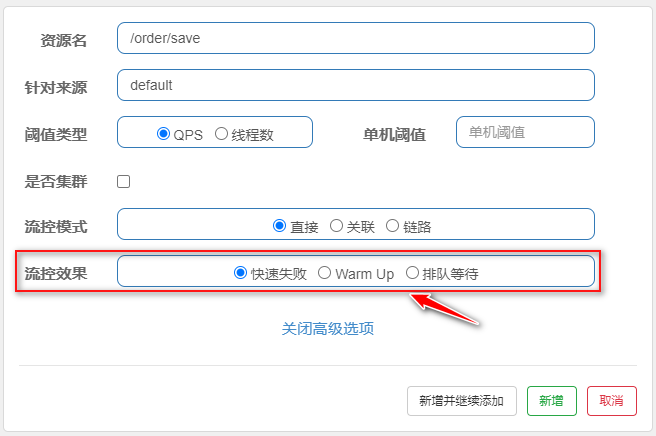 资源名 /order/save
针对来源 default
阈值类型 QPS 线程数 单机阈值 单机阈值
是否集群
流控模式 直接 关联 链路
流控效果 快速失败 Warm Up 排队等待
关闭高级选项
新增并继续添加 新增 取消